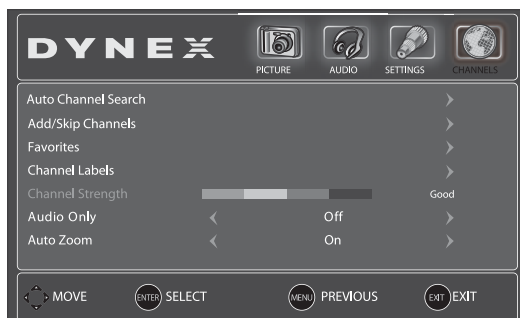 DYNEX
PICTURE AUDIO SETTINGS CHANNELS
Auto Channel Search
Add/Skip Channels
Favorites
Channel Labels
Channel Strength Good
Audio Only Off
Auto Zoom On
MOVE ENTER SELECT MENU PREVIOUS EXIT EXIT